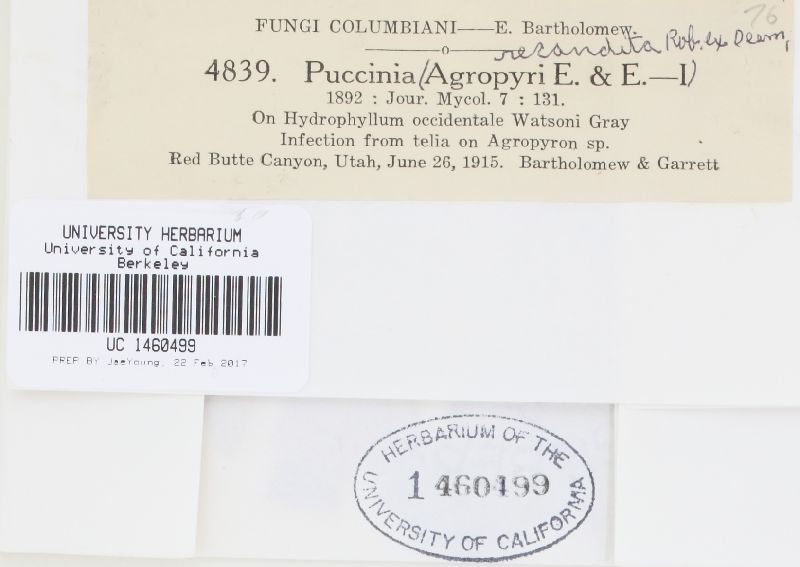 76
FUNGI COLUMBIANI——E. Bartholomew.
o
recondita Rob. ex Desm.
4839. Puccinia (Agropyri E. & E.—I)
1892 : Jour. Mycol. 7 : 131.
On Hydrophyllum occidentale Watsoni Gray
Infection from telia on Agropyron sp.
Red Butte Canyon, Utah, June 26, 1915. Bartholomew & Garrett
UNIVERSITY HERBARIUM
University of California
Berkeley
UC 1460499
PREP BY JaeYoung, 22 Feb 2017
HERBARIUM OF THE
1460499
UNIVERSITY OF CALIFORNIA